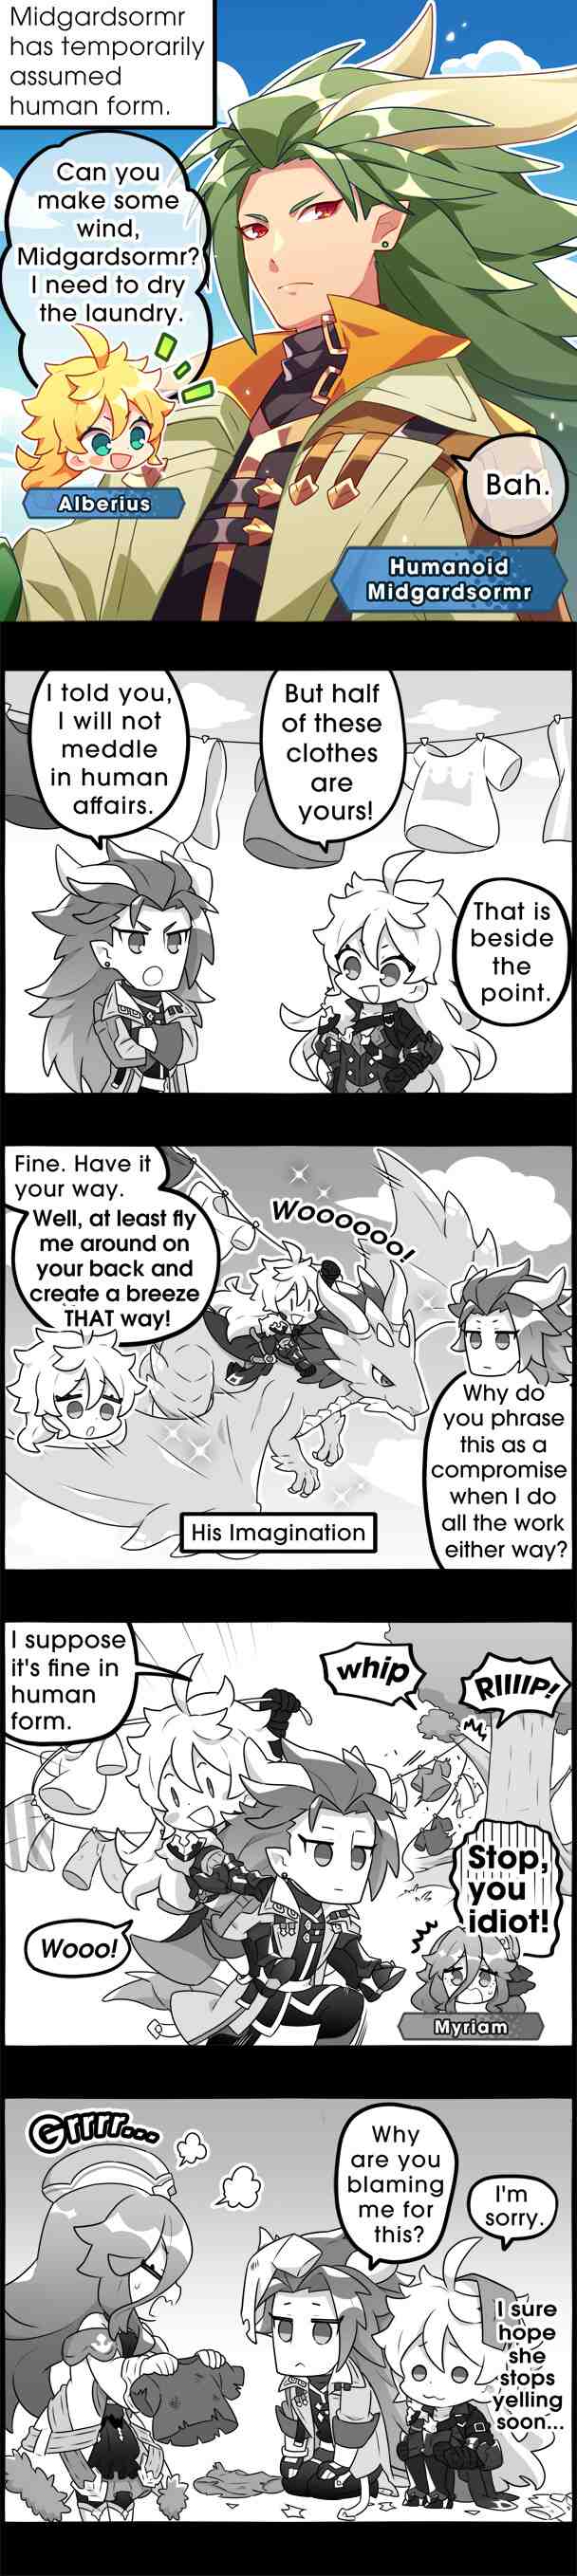 Midgardsormr
has temporarily
assumed
human form.
Can you
make some
wind,
Midgardsormr?
I need to dry
the laundry.
Alberius
Bah.
Humanoid
Midgardsormr
I told you,
I will not
meddle
in human
affairs.
But half
of these
clothes
are
yours!
That is
beside
the
point.
Fine. Have it
your way.
Well, at least fly
me around on
your back and
create a breeze
THAT way!
Woooooo!
Why do
you phrase
this as a
compromise
when I do
all the work
either way?
His Imagination
I suppose
it's fine in
human
form.
whip
RIIIIP!
Stop,
you
idiot!
Wooo!
Myriam
Grrrr...
Why
are you
blaming
me for
this?
I'm
sorry.
I sure
hope
she
stops
yelling
soon...